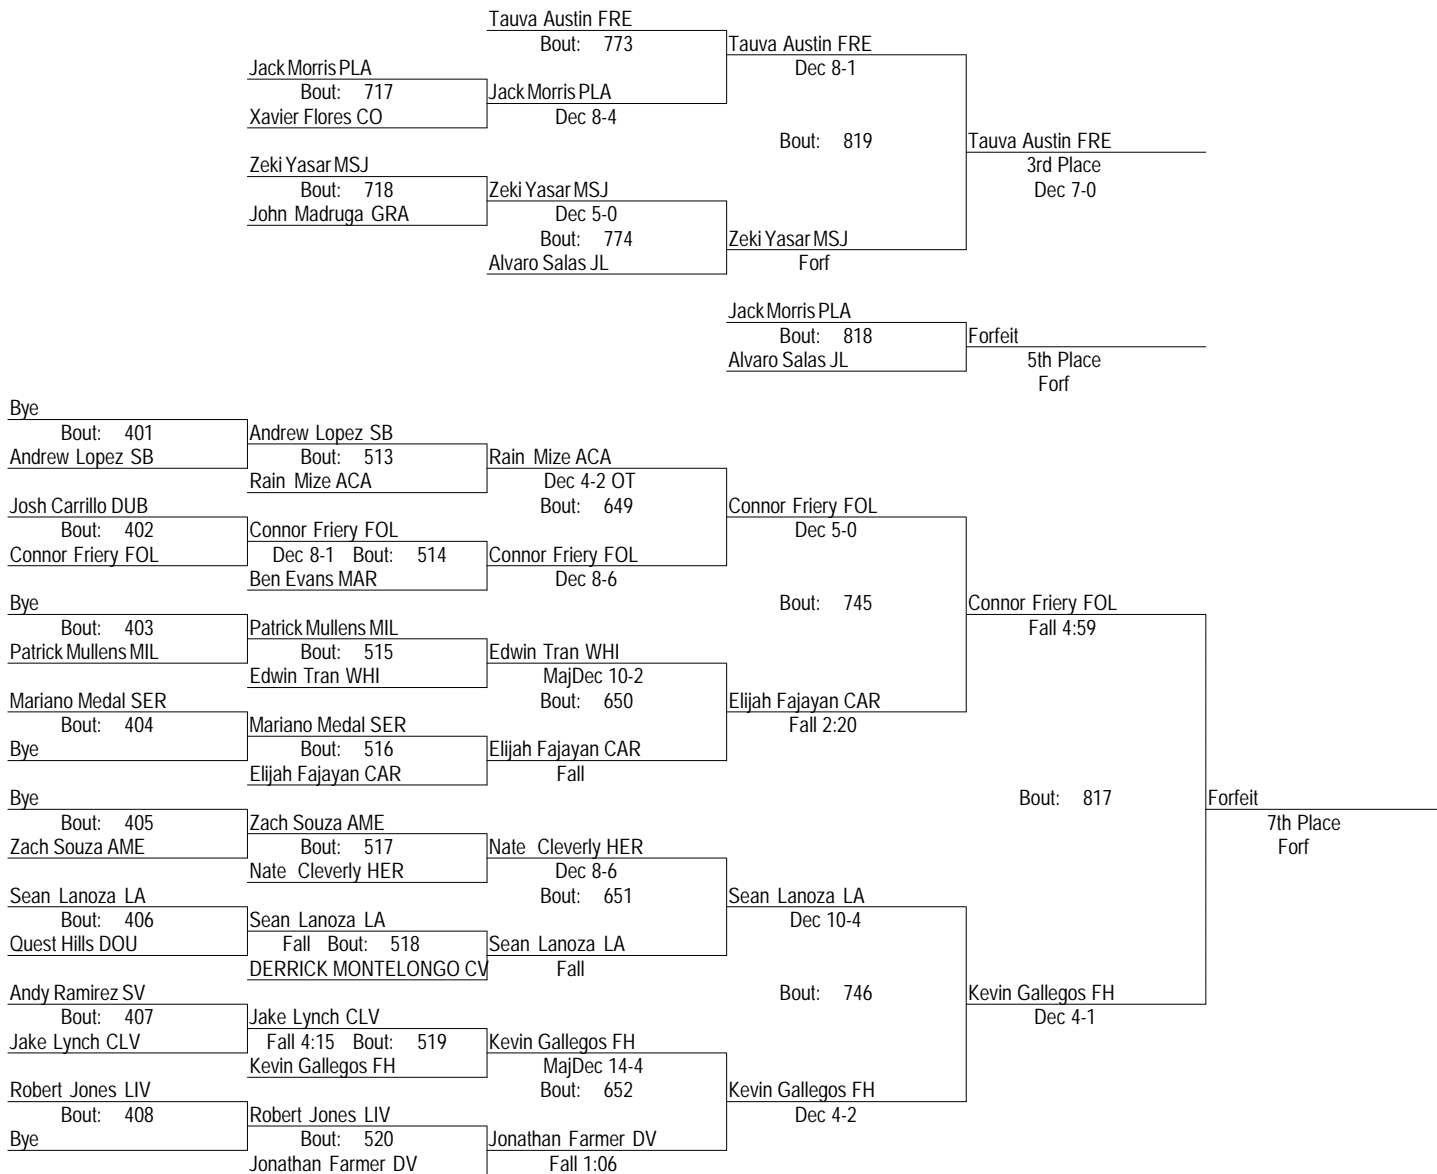 Tauva Austin FRE
Bout: 773
Tauva Austin FRE
Dec 8-1
Jack Morris PLA
Bout: 717
Jack Morris PLA
Xavier Flores CO
Dec 8-4
Bout: 819
Tauva Austin FRE
3rd Place
Dec 7-0
Zeki Yasar MSJ
Bout: 718
Zeki Yasar MSJ
John Madruga GRA
Dec 5-0
Bout: 774
Zeki Yasar MSJ
Alvaro Salas JL
Forf
Jack Morris PLA
Bout: 818
Forfeit
Alvaro Salas JL
5th Place
Forf
Bye
Bout: 401
Andrew Lopez SB
Andrew Lopez SB
Bout: 513
Rain Mize ACA
Rain Mize ACA
Dec 4-2 OT
Josh Carrillo DUB
Bout: 649
Connor Friery FOL
Bout: 402
Connor Friery FOL
Dec 5-0
Connor Friery FOL
Dec 8-1 Bout: 514
Connor Friery FOL
Ben Evans MAR
Dec 8-6
Bye
Bout: 745
Connor Friery FOL
Bout: 403
Patrick Mullens MIL
Fall 4:59
Patrick Mullens MIL
Bout: 515
Edwin Tran WHI
Edwin Tran WHI
MajDec 10-2
Mariano Medal SER
Bout: 650
Elijah Fajayan CAR
Bout: 404
Mariano Medal SER
Fall 2:20
Bye
Bout: 516
Elijah Fajayan CAR
Elijah Fajayan CAR
Fall
Bye
Bout: 817
Forfeit
Bout: 405
Zach Souza AME
7th Place
Zach Souza AME
Bout: 517
Nate Cleverly HER
Forf
Nate Cleverly HER
Dec 8-6
Sean Lanoza LA
Bout: 651
Sean Lanoza LA
Bout: 406
Sean Lanoza LA
Dec 10-4
Quest Hills DOU
Fall Bout: 518
Sean Lanoza LA
DERRICK MONTELONGO CV
Fall
Andy Ramirez SV
Bout: 746
Kevin Gallegos FH
Bout: 407
Jake Lynch CLV
Dec 4-1
Jake Lynch CLV
Fall 4:15 Bout: 519
Kevin Gallegos FH
Kevin Gallegos FH
MajDec 14-4
Robert Jones LIV
Bout: 652
Kevin Gallegos FH
Bout: 408
Robert Jones LIV
Dec 4-2
Bye
Bout: 520
Jonathan Farmer DV
Jonathan Farmer DV
Fall 1:06